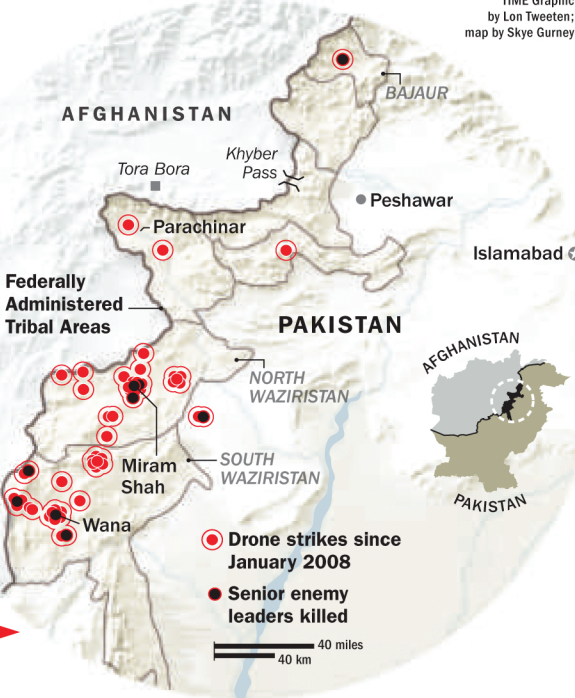 TIME Graphic
by Lon Tweeten;
map by Skye Gurney
BAJAUR
AFGHANISTAN
Khyber
Pass
Tora Bora
Peshawar
Parachinar
Islamabad
Federally
Administered
Tribal Areas
PAKISTAN
AFGHANISTAN
NORTH
WAZIRISTAN
Miram
Shah
SOUTH
WAZIRISTAN
PAKISTAN
Wana
Drone strikes since
January 2008
Senior enemy
leaders killed
40 miles
40 km